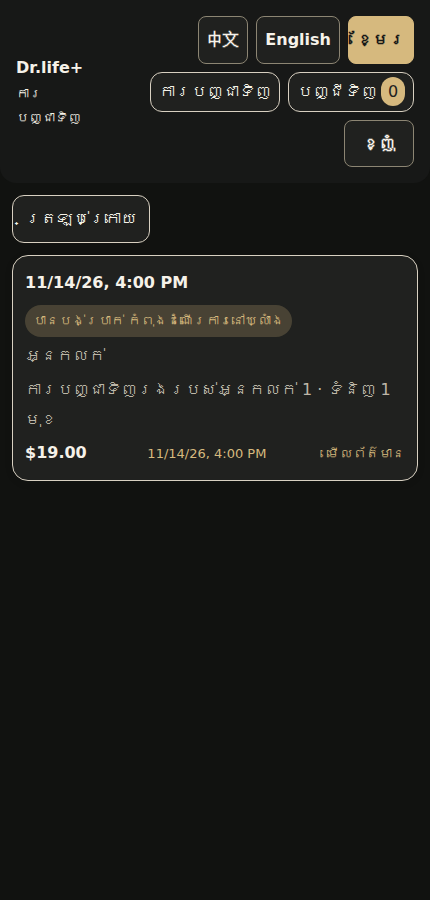 中文
English
ខ្មែរ
Dr.life+
ការ
បញ្ជាទិញ
ការបញ្ជាទិញ
បញ្ជីទិញ 0
ខ្ញុំ
ត្រឡប់ក្រោយ
11/14/26, 4:00 PM
បានបង់ប្រាក់ កំពុងដំណើរការនៅឃ្លាំង
អ្នកលក់
ការបញ្ជាទិញរងរបស់អ្នកលក់ 1 · ទំនិញ 1
មុខ
$19.00
11/14/26, 4:00 PM
មើលព័ត៌មាន